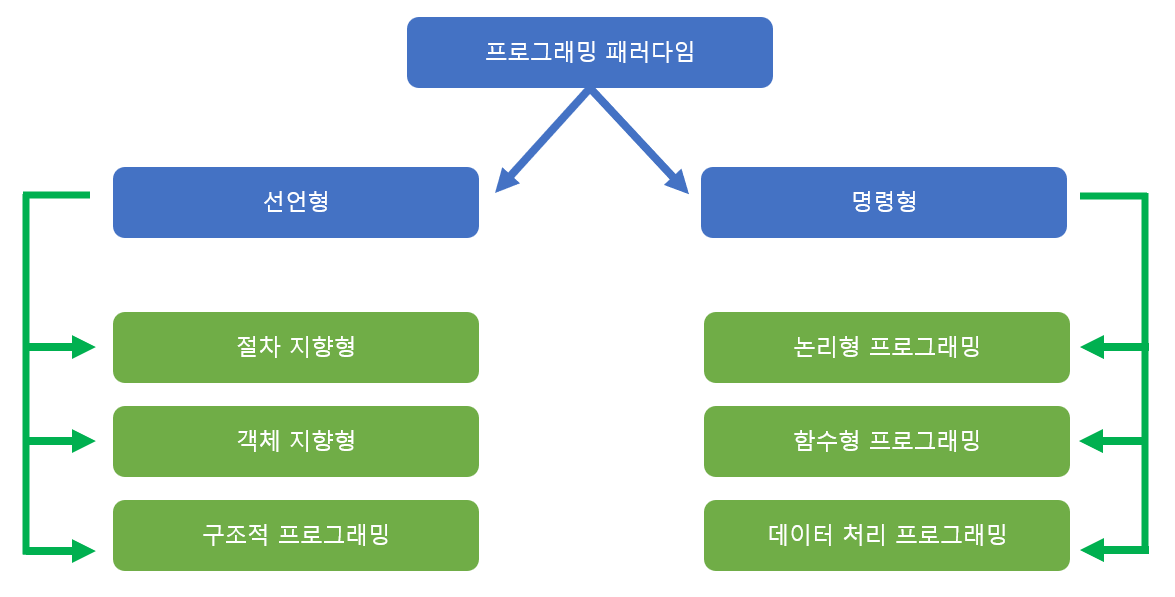 프로그래밍 패러다임
선언형
명령형
절차 지향형
논리형 프로그래밍
객체 지향형
함수형 프로그래밍
구조적 프로그래밍
데이터 처리 프로그래밍